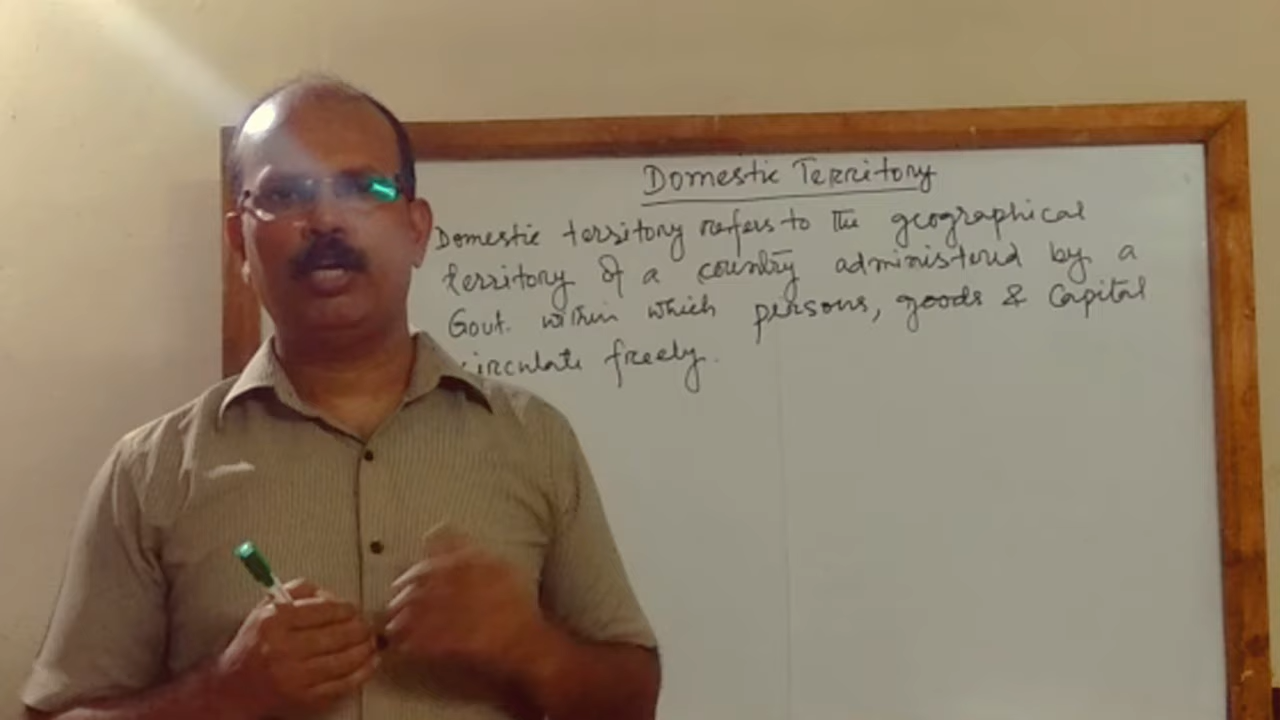 Domestic Territory
Domestic territory refers to the geographical
territory of a country administered by a
Govt. within which persons, goods & Capital
circulate freely.